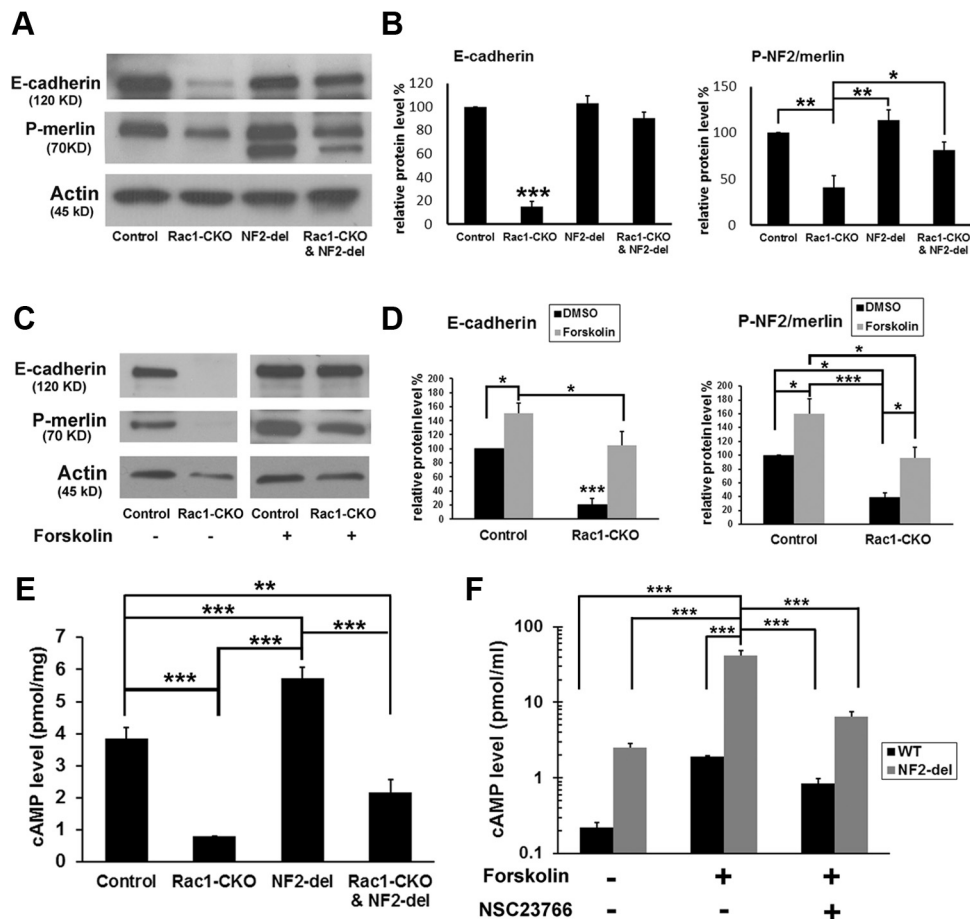 A
E-cadherin
(120 KD)
P-merlin
(70KD)
Actin
(45 kD)
Control Rac1-CKO NF2-del Rac1-CKO
& NF2-del
B
E-cadherin
relative protein level %
120
100
80
60
40
20
0
***
Control Rac1-CKO NF2-del Rac1-CKO
& NF2-del
P-NF2/merlin
relative protein level %
150
100
50
0
**
**
*
Control Rac1-CKO NF2-del Rac1-CKO
& NF2-del
C
E-cadherin
(120 KD)
P-merlin
(70 KD)
Actin
(45 kD)
Control Rac1-CKO Control Rac1-CKO
Forskolin - - + +
D
E-cadherin
DMSO
Forskolin
relative protein level %
200
180
160
140
120
100
80
60
40
20
0
*
*
***
Control Rac1-CKO
P-NF2/merlin
DMSO
Forskolin
relative protein level %
200
180
160
140
120
100
80
60
40
20
0
*
*
*
***
*
Control Rac1-CKO
E
cAMP level (pmol/mg)
7
6
5
4
3
2
1
0
**
***
***
***
***
Control Rac1-CKO NF2-del Rac1-CKO
& NF2-del
F
cAMP level (pmol/ml)
100
10
1
0.1
***
***
***
***
***
WT
NF2-del
Forskolin - + +
NSC23766 - - +